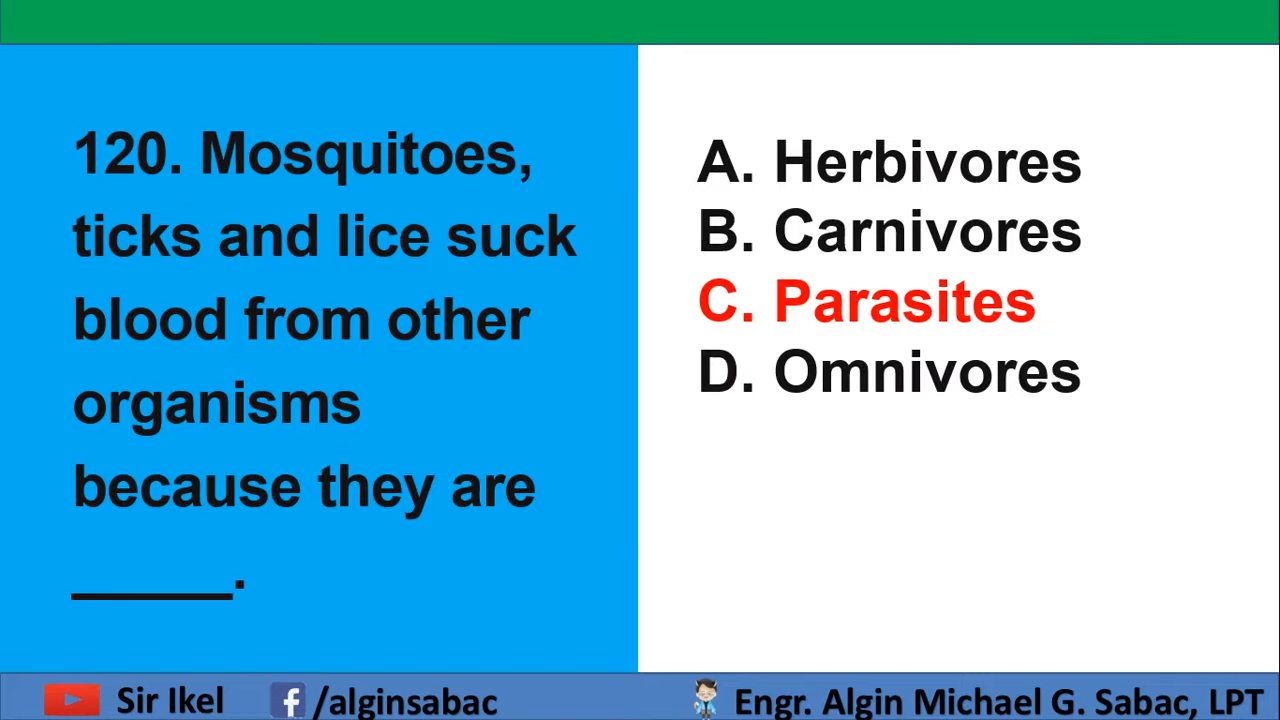 120. Mosquitoes,
ticks and lice suck
blood from other
organisms
because they are
_____.
A. Herbivores
B. Carnivores
C. Parasites
D. Omnivores
Sir Ikel
/alginsabac
Engr. Algin Michael G. Sabac, LPT